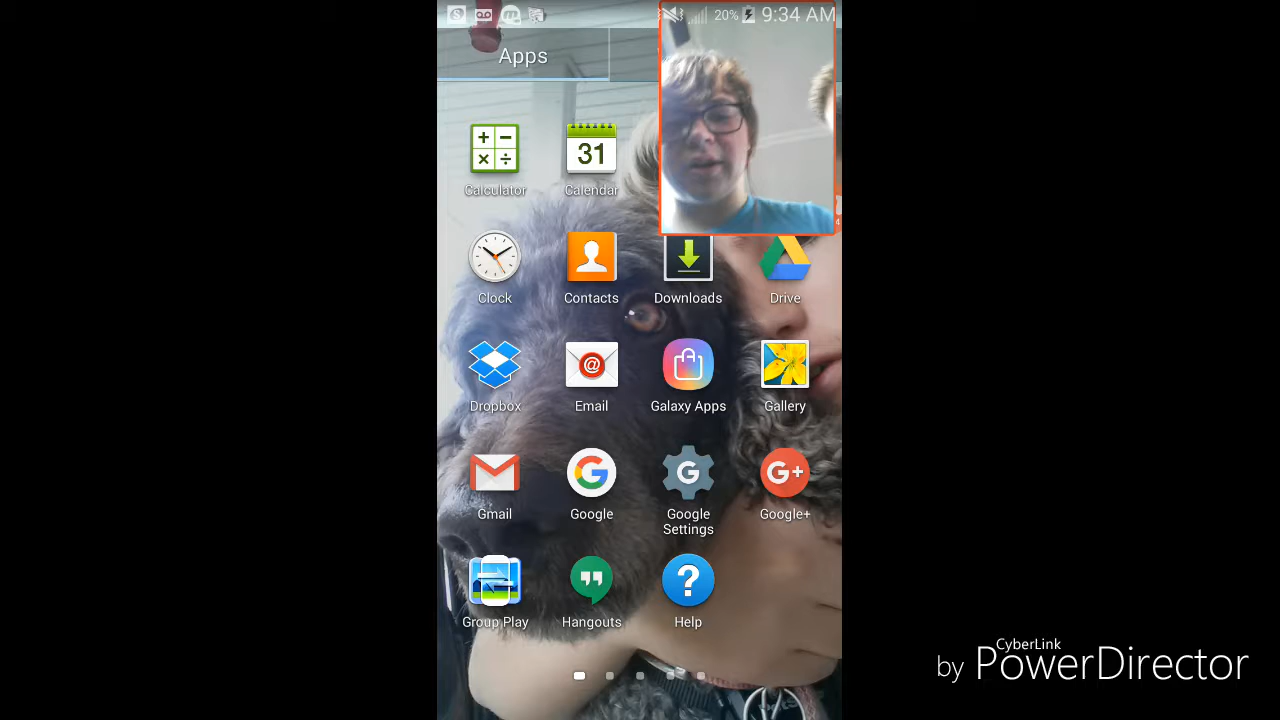 20% 9:34 AM
Apps
+ −
× ÷
31
Calculator Calendar
4
Clock Contacts Downloads Drive
@
Dropbox Email Galaxy Apps Gallery
G G G+
Gmail Google Google Settings Google+
?
Group Play Hangouts Help
CyberLink
by PowerDirector